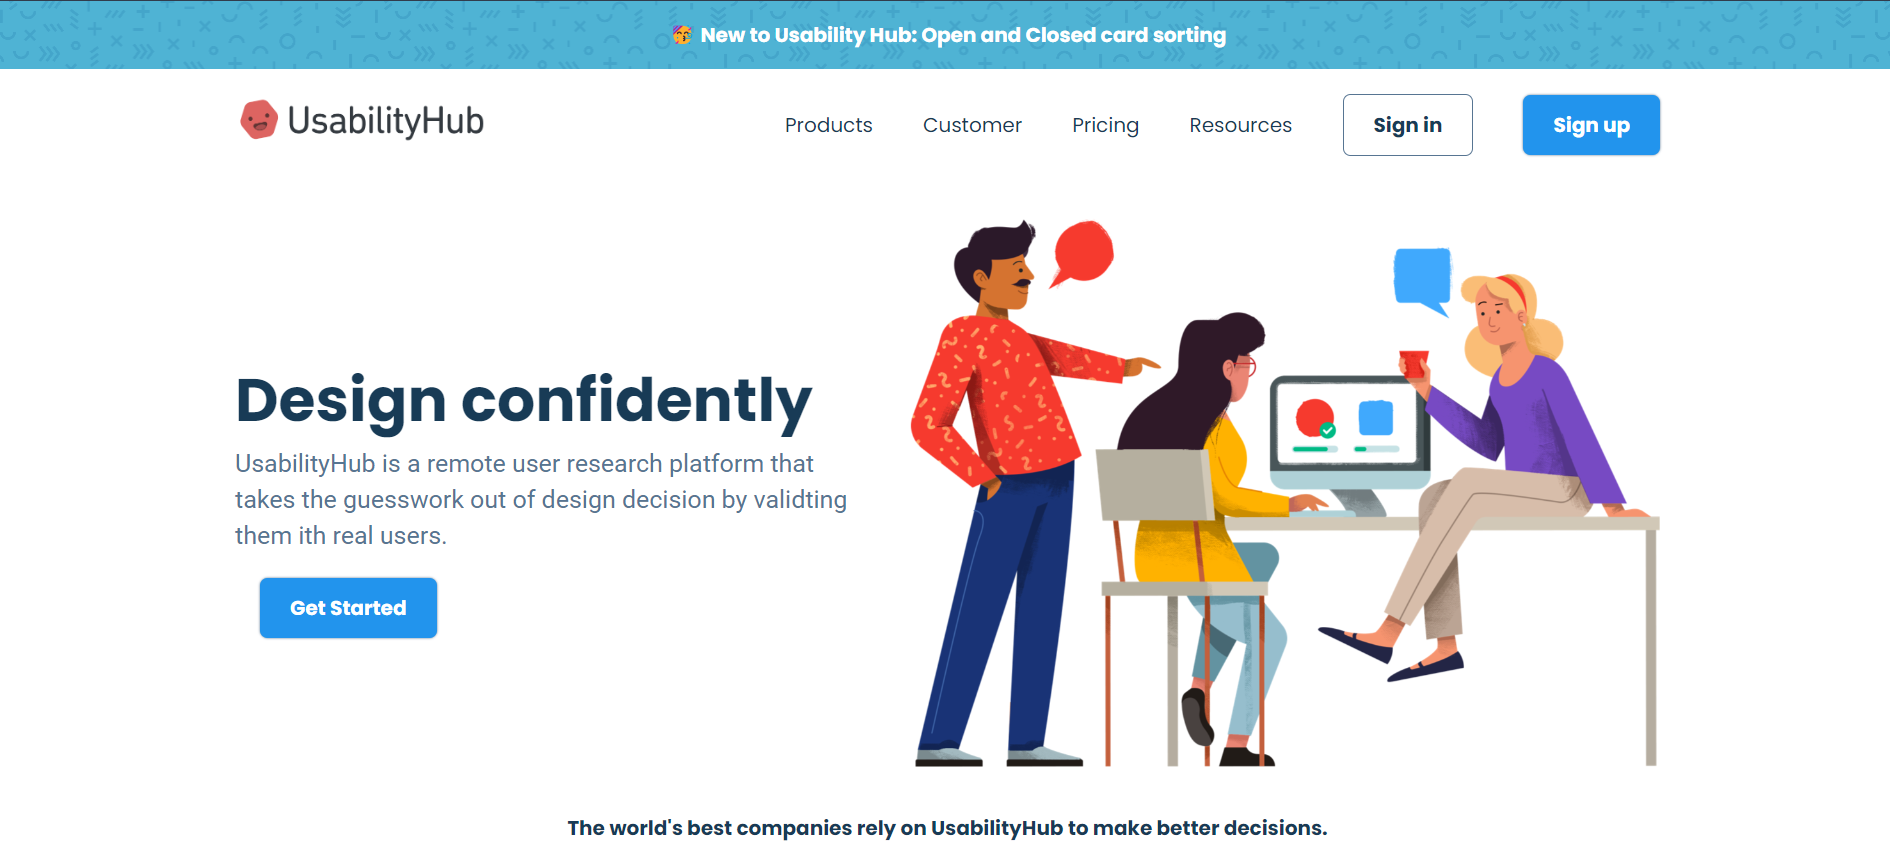 🥳 New to Usability Hub: Open and Closed card sorting
UsabilityHub
Products Customer Pricing Resources Sign in Sign up
Design confidently
UsabilityHub is a remote user research platform that
takes the guesswork out of design decision by validting
them ith real users.
Get Started
The world's best companies rely on UsabilityHub to make better decisions.